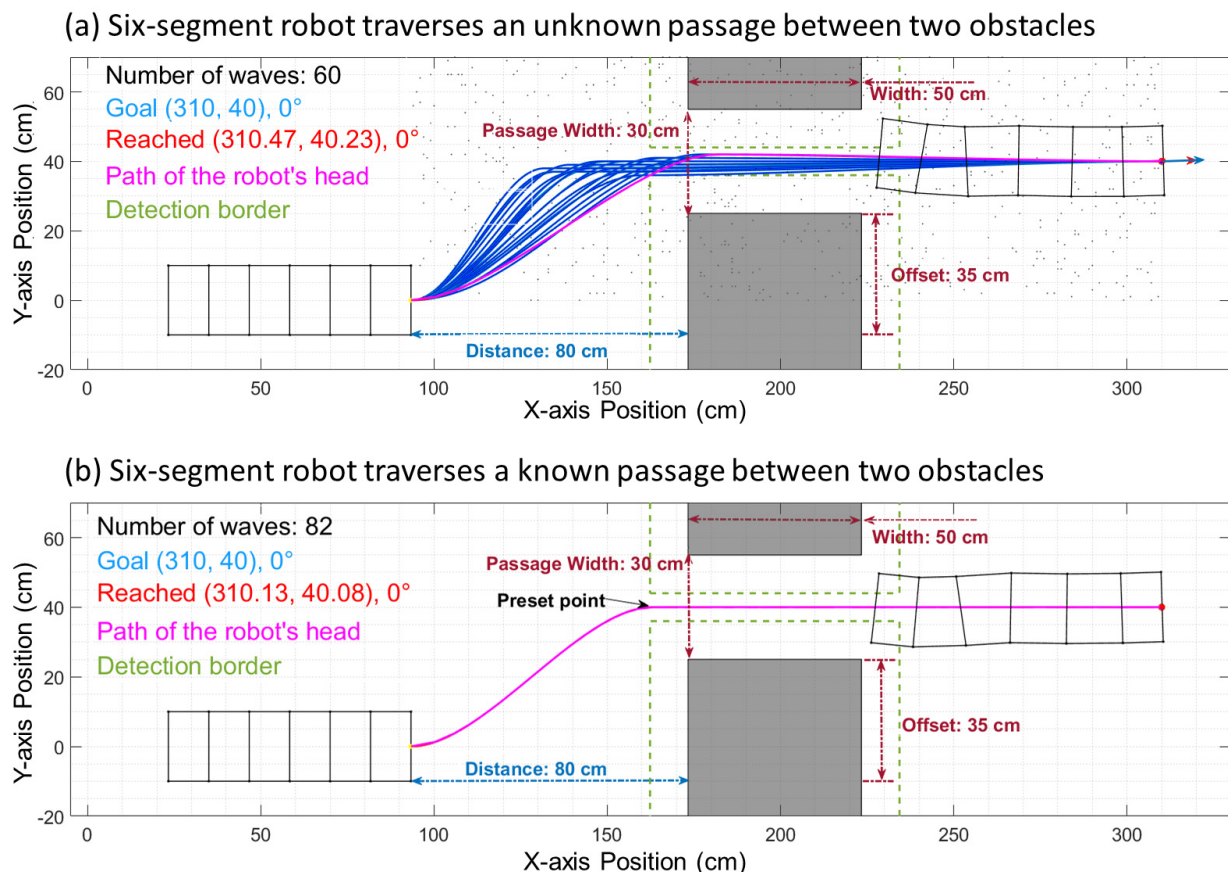 (a) Six-segment robot traverses an unknown passage between two obstacles
Number of waves: 60
Goal (310, 40), 0°
Reached (310.47, 40.23), 0°
Path of the robot's head
Detection border
Passage Width: 30 cm
Width: 50 cm
Offset: 35 cm
Distance: 80 cm
Y-axis Position (cm)
60
40
20
0
-20
0
50
100
150
200
250
300
X-axis Position (cm)
(b) Six-segment robot traverses a known passage between two obstacles
Number of waves: 82
Goal (310, 40), 0°
Reached (310.13, 40.08), 0°
Path of the robot's head
Detection border
Width: 50 cm
Passage Width: 30 cm
Preset point
Offset: 35 cm
Distance: 80 cm
Y-axis Position (cm)
60
40
20
0
-20
0
50
100
150
200
250
300
X-axis Position (cm)